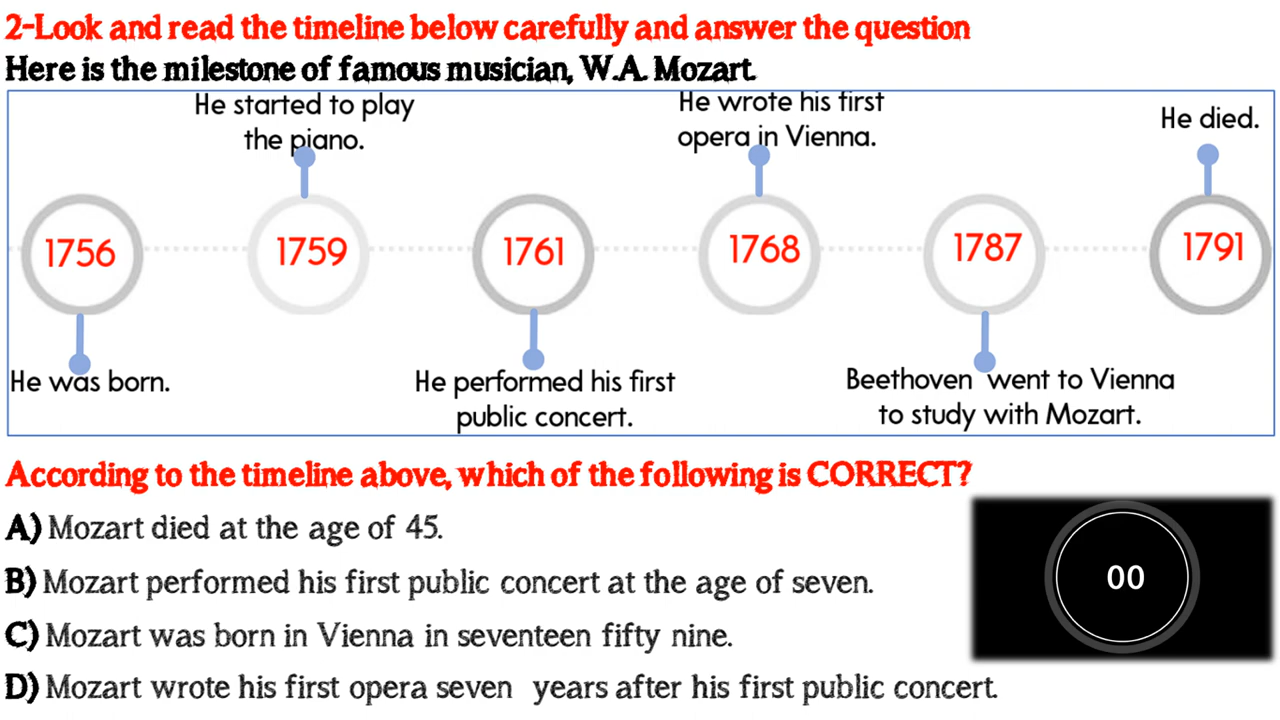 2-Look and read the timeline below carefully and answer the question
Here is the milestone of famous musician, W.A. Mozart.
He started to play
the piano.
He wrote his first
opera in Vienna.
He died.
1756
1759
1761
1768
1787
1791
He was born.
He performed his first
public concert.
Beethoven went to Vienna
to study with Mozart.
According to the timeline above, which of the following is CORRECT?
A) Mozart died at the age of 45.
B) Mozart performed his first public concert at the age of seven.
C) Mozart was born in Vienna in seventeen fifty nine.
D) Mozart wrote his first opera seven years after his first public concert.
00